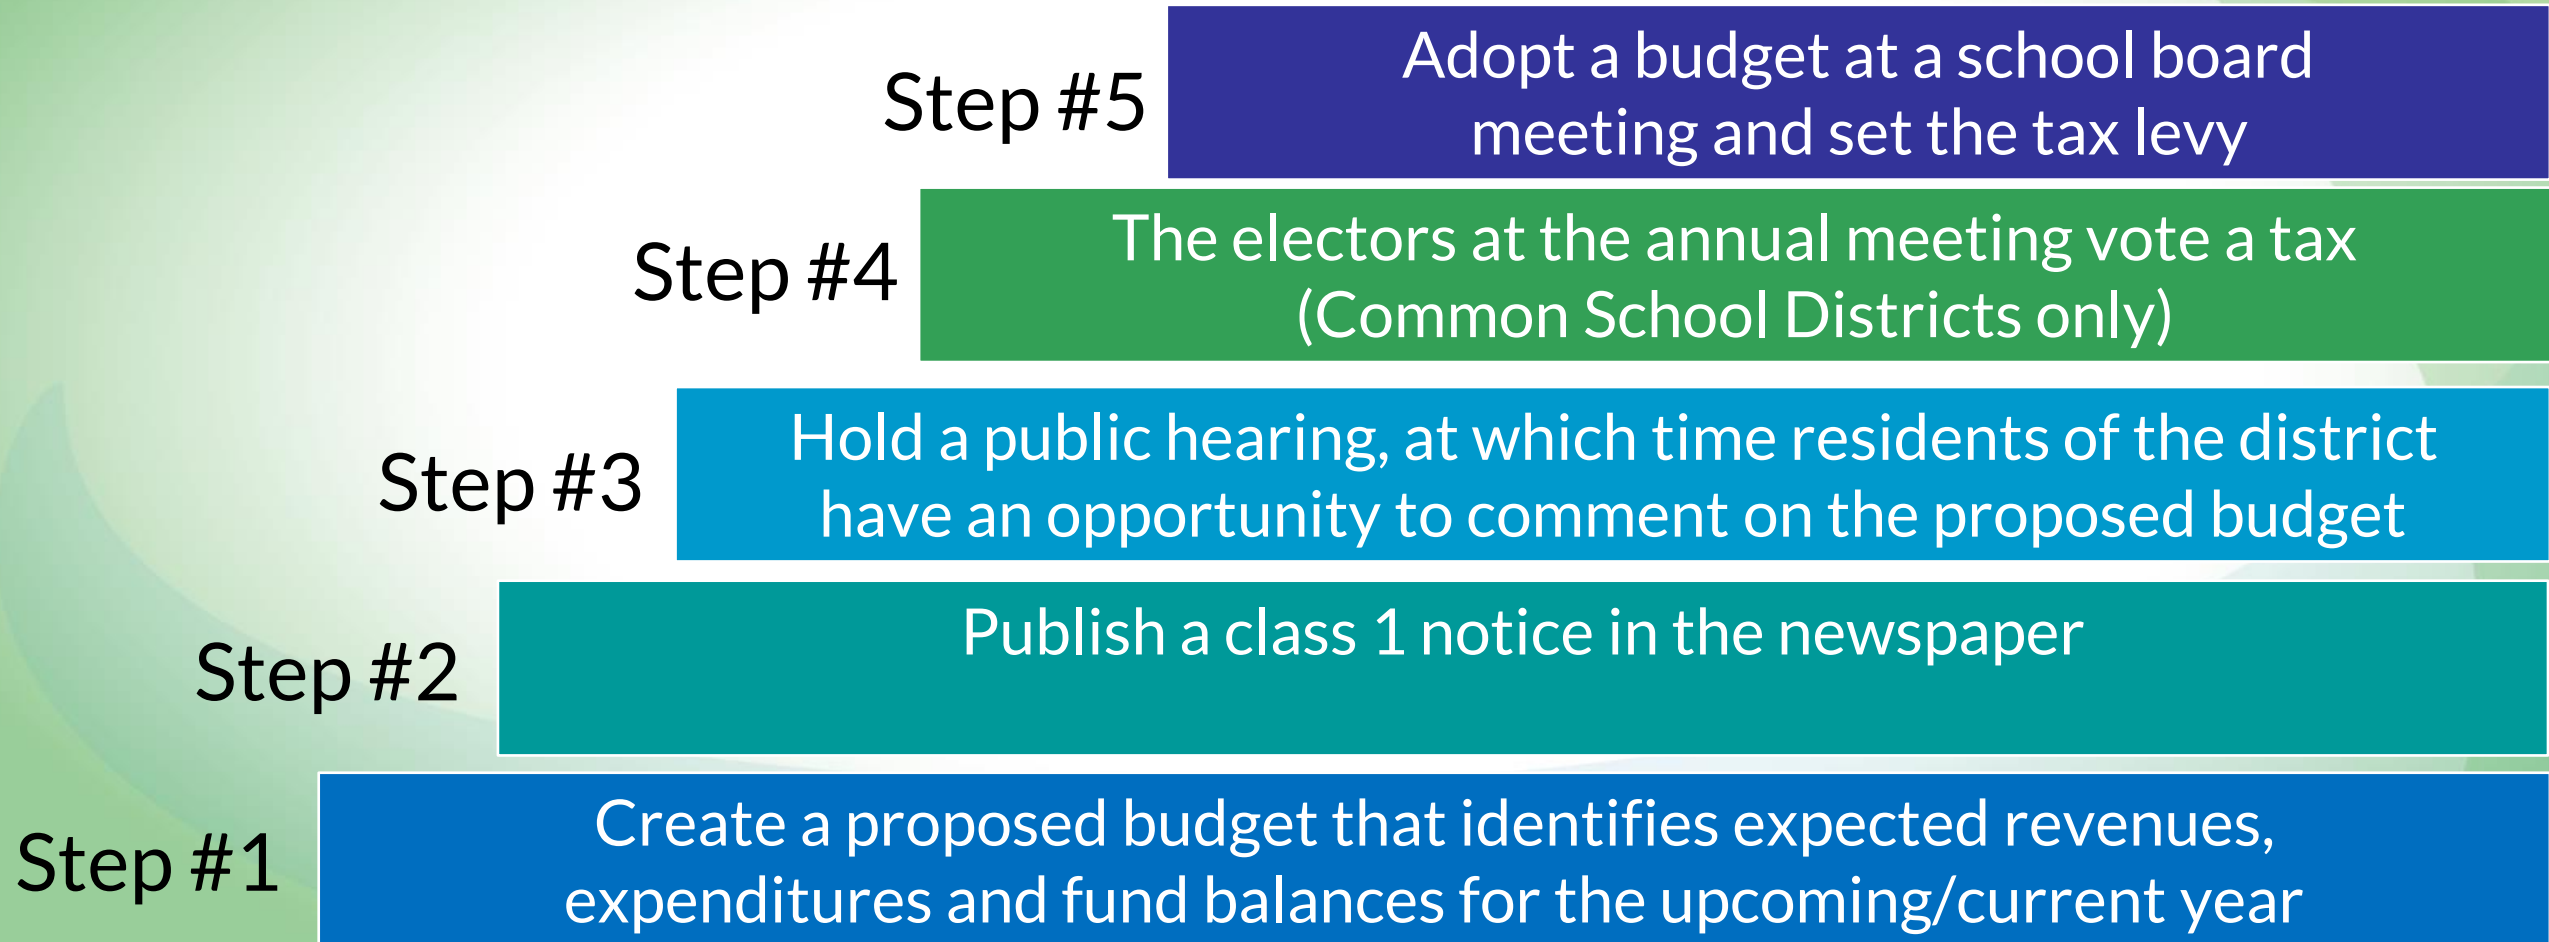 Step #5
Adopt a budget at a school board
meeting and set the tax levy
Step #4
The electors at the annual meeting vote a tax
(Common School Districts only)
Step #3
Hold a public hearing, at which time residents of the district
have an opportunity to comment on the proposed budget
Step #2
Publish a class 1 notice in the newspaper
Step #1
Create a proposed budget that identifies expected revenues,
expenditures and fund balances for the upcoming/current year